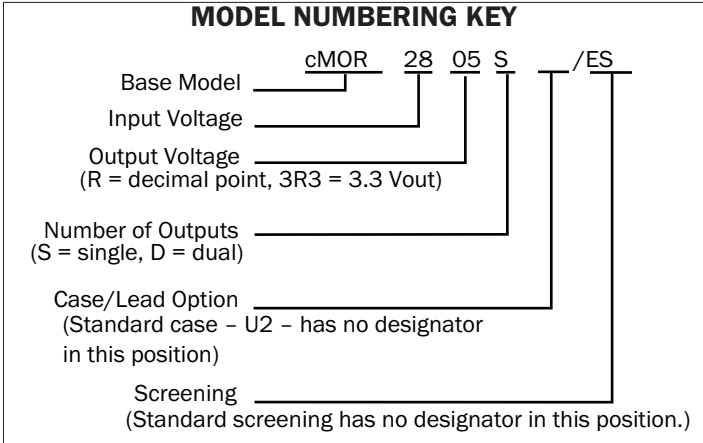 MODEL NUMBERING KEY
cMOR 28 05 S __ /ES
Base Model
Input Voltage
Output Voltage
(R = decimal point, 3R3 = 3.3 Vout)
Number of Outputs
(S = single, D = dual)
Case/Lead Option
(Standard case – U2 – has no designator
in this position)
Screening
(Standard screening has no designator in this position.)